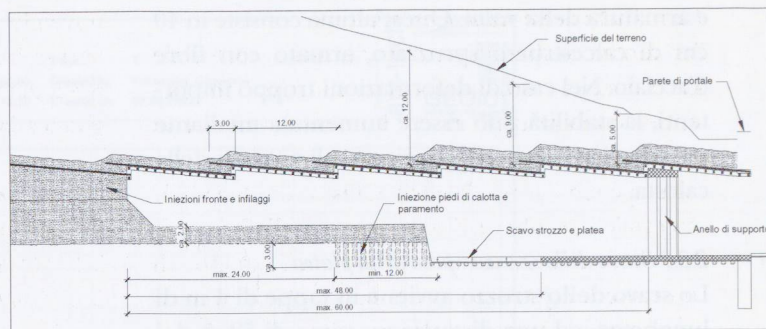 Superficie del terreno
Parete di portale
3.00
12.00
ca. 12.00
ca. 9.00
ca. 5.00
Iniezioni fronte e infilaggi
Iniezione piedi di calotta e
paramento
Scavo strozzo e platea
Anello di support
ca. 2.00
ca. 3.00
max. 24.00
min. 12.00
max. 48.00
max. 60.00